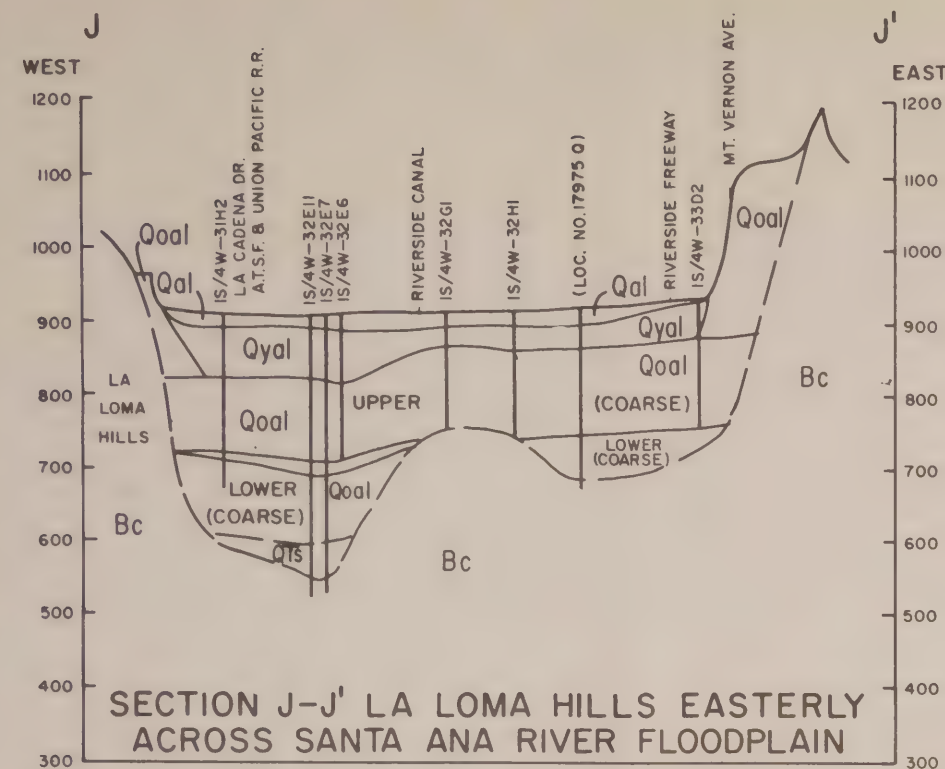 J
J'
WEST
EAST
1200
1100
1000
900
800
700
600
500
400
300
1200
1100
1000
900
800
700
600
500
400
300
IS/4W-31H2
LA CADENA DR.
A.T.S.F. & UNION PACIFIC R.R.
IS/4W-32E11
IS/4W-32E7
IS/4W-32E6
RIVERSIDE CANAL
IS/4W-32G1
IS/4W-32H1
(LOC. NO. 17975 Q)
RIVERSIDE FREEWAY
IS/4W-33D2
MT. VERNON AVE.
Qoal
Qoal
Qal
Qal
Qyal
Qyal
LA
LOMA
HILLS
Qoal
UPPER
Qoal
(COARSE)
Bc
LOWER
(COARSE)
Qoal
LOWER
(COARSE)
Bc
QTs
Bc
SECTION J-J' LA LOMA HILLS EASTERLY
ACROSS SANTA ANA RIVER FLOODPLAIN